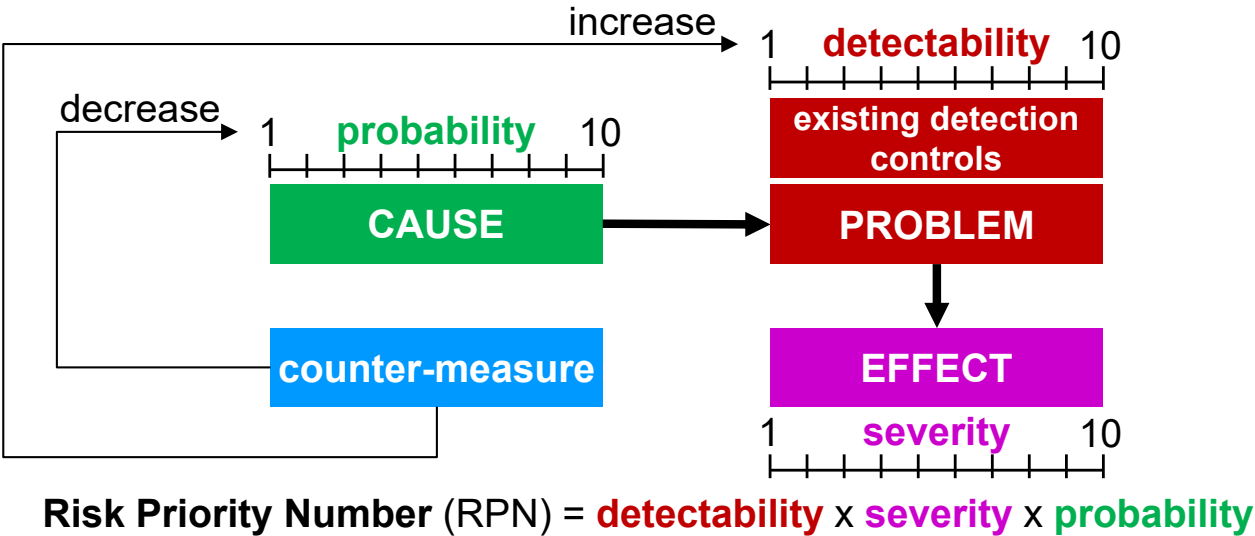 increase
1 detectability 10
decrease
existing detection
controls
1 probability 10
CAUSE
PROBLEM
counter-measure
EFFECT
1 severity 10
Risk Priority Number (RPN) = detectability x severity x probability